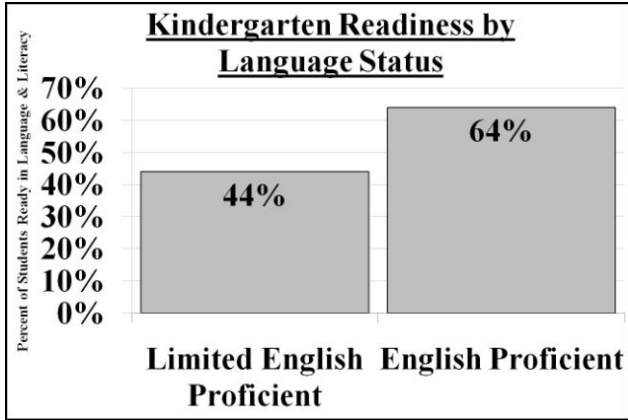 Kindergarten Readiness by
Language Status
Percent of Students Ready in Language & Literacy
70%
60%
50%
40%
30%
20%
10%
0%
44%
64%
Limited English
Proficient
English Proficient